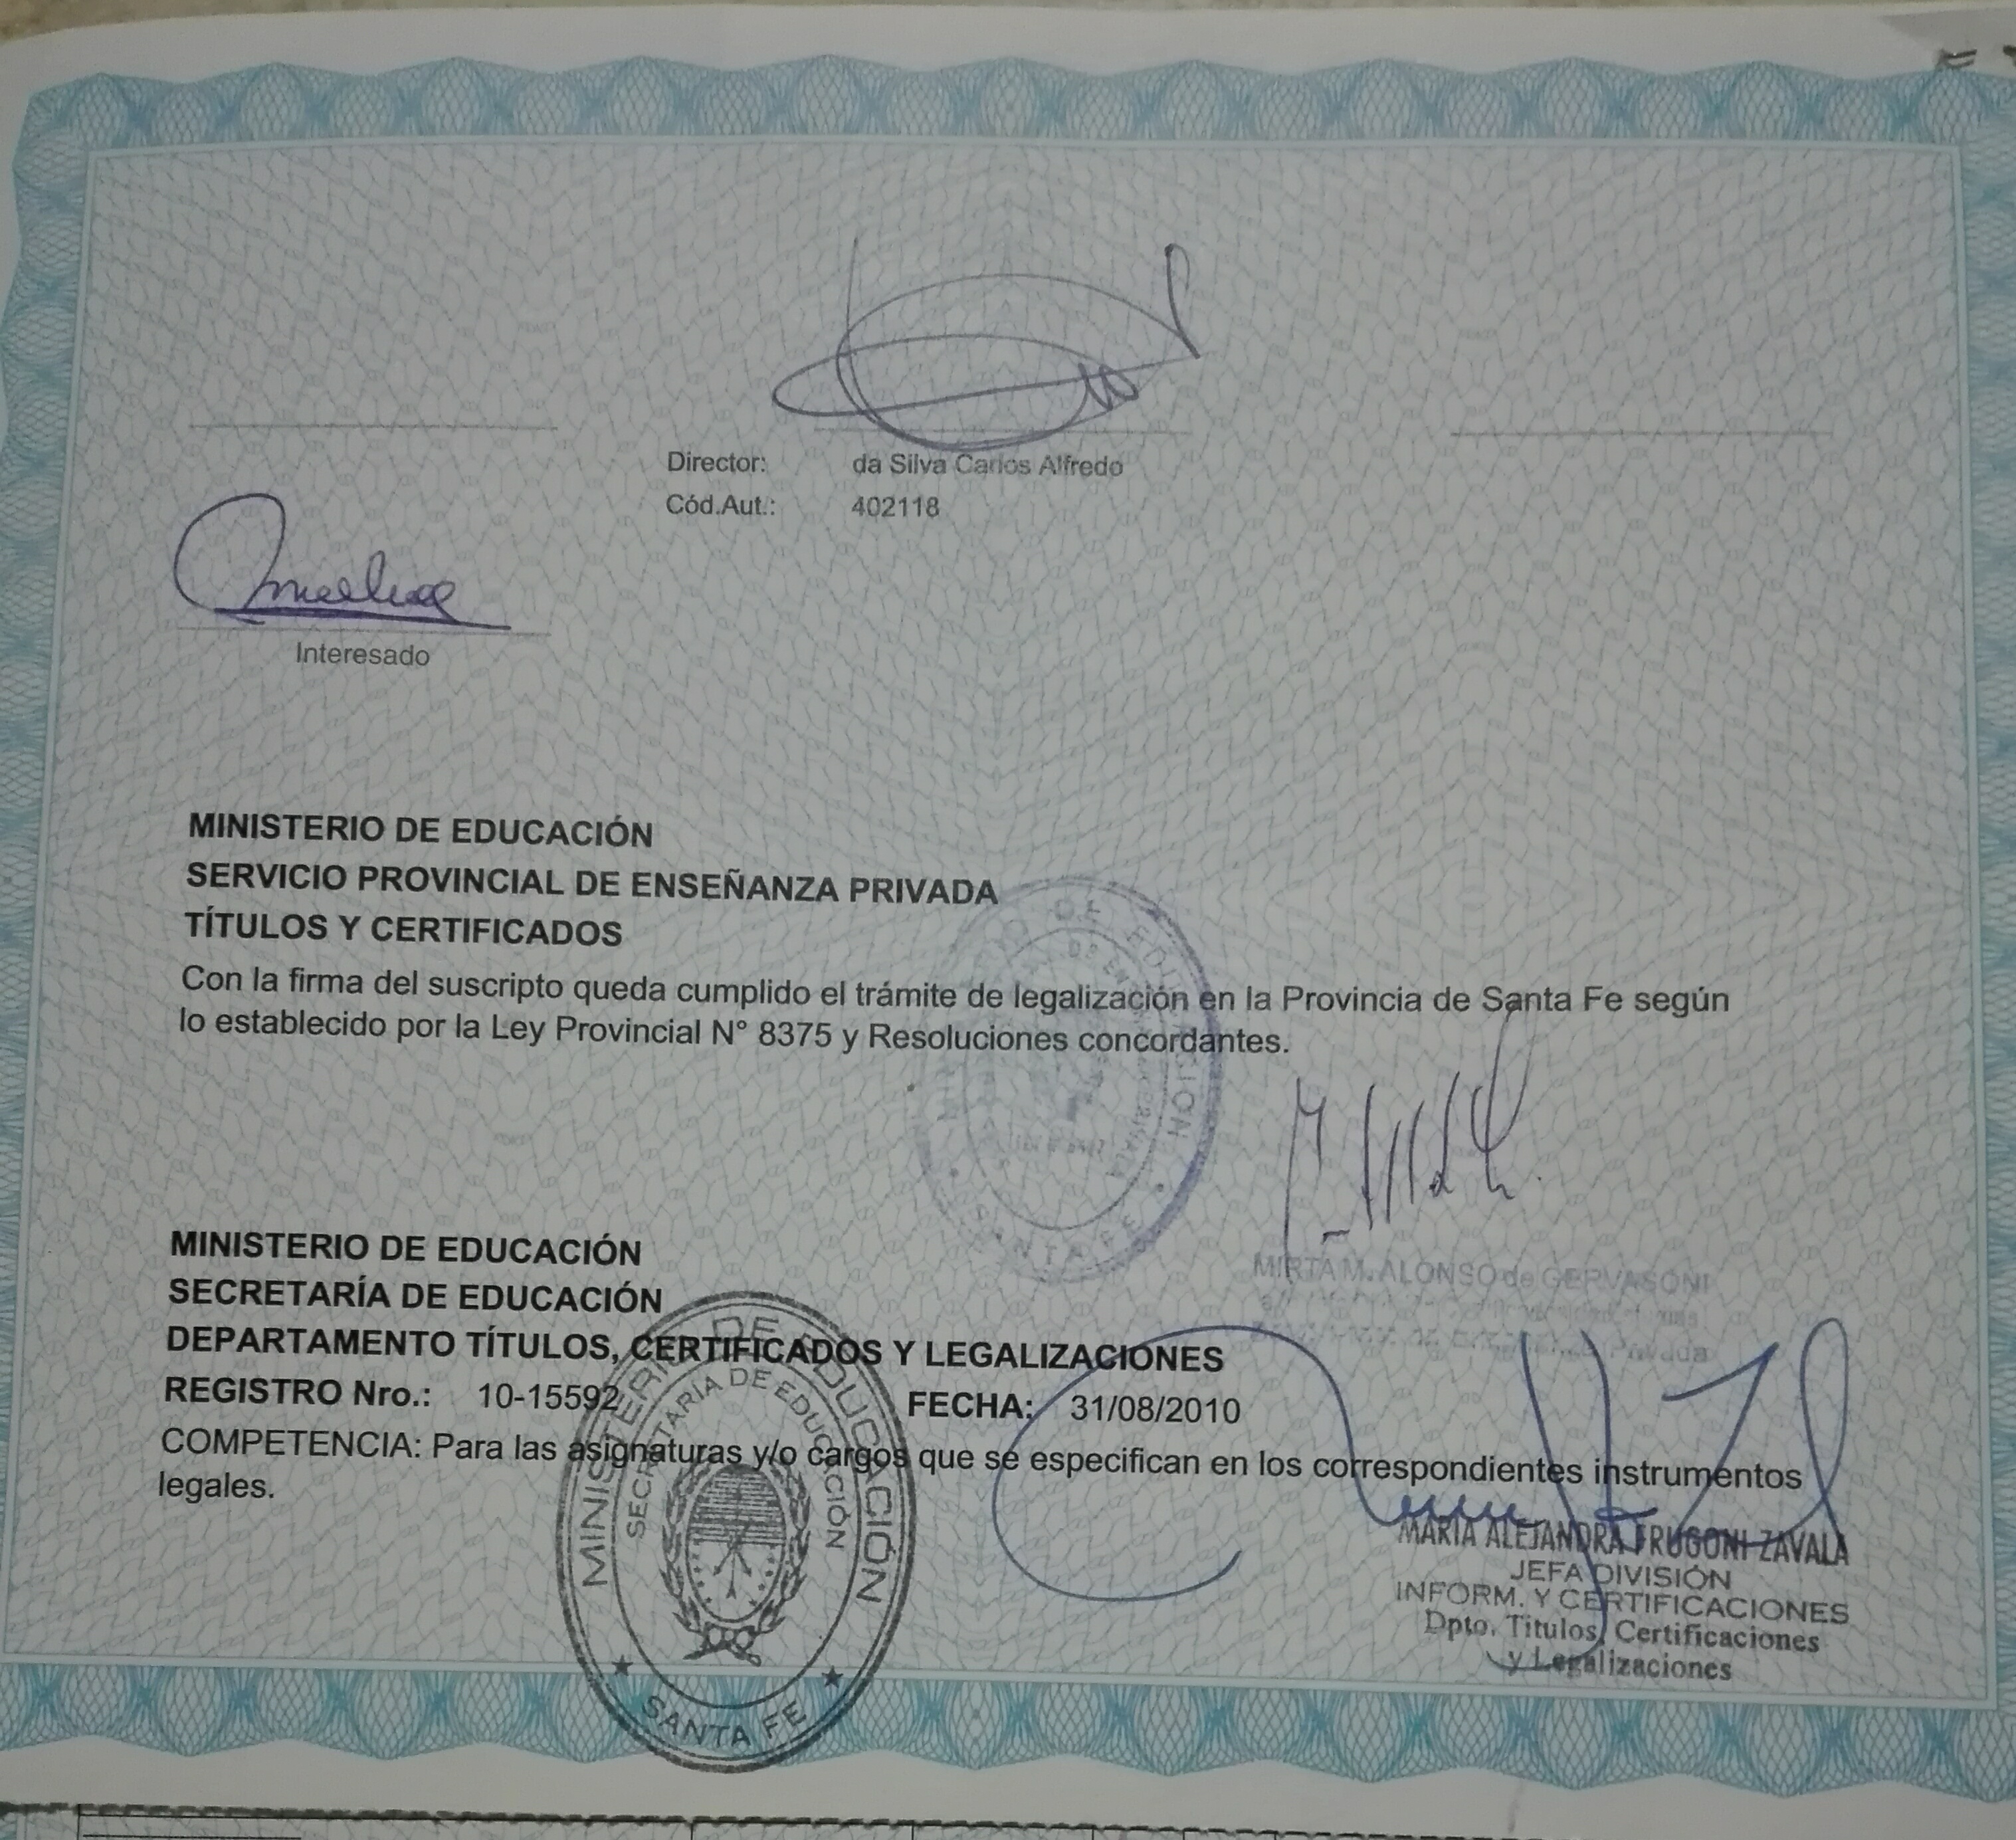 Director: da Silva Carlos Alfredo
Cód.Aut.: 402118
Interesado
MINISTERIO DE EDUCACIÓN
SERVICIO PROVINCIAL DE ENSEÑANZA PRIVADA
TÍTULOS Y CERTIFICADOS
Con la firma del suscripto queda cumplido el trámite de legalización en la Provincia de Santa Fe según
lo establecido por la Ley Provincial N° 8375 y Resoluciones concordantes.
SANTA FE
MIRTA M. ALONSO de GERVASONI
Privada
MINISTERIO DE EDUCACIÓN
SECRETARÍA DE EDUCACIÓN
DEPARTAMENTO TÍTULOS, CERTIFICADOS Y LEGALIZACIONES
REGISTRO Nro.: 10-15592 FECHA: 31/08/2010
COMPETENCIA: Para las asignaturas y/o cargos que se especifican en los correspondientes instrumentos
legales.
MINISTERIO DE EDUCACIÓN
SECRETARIA DE EDUCACIÓN
SANTA FE
MARIA ALEJANDRA FRUGONI ZAVALA
JEFA DIVISIÓN
INFORM. Y CERTIFICACIONES
Dpto. Titulos, Certificaciones
y Legalizaciones